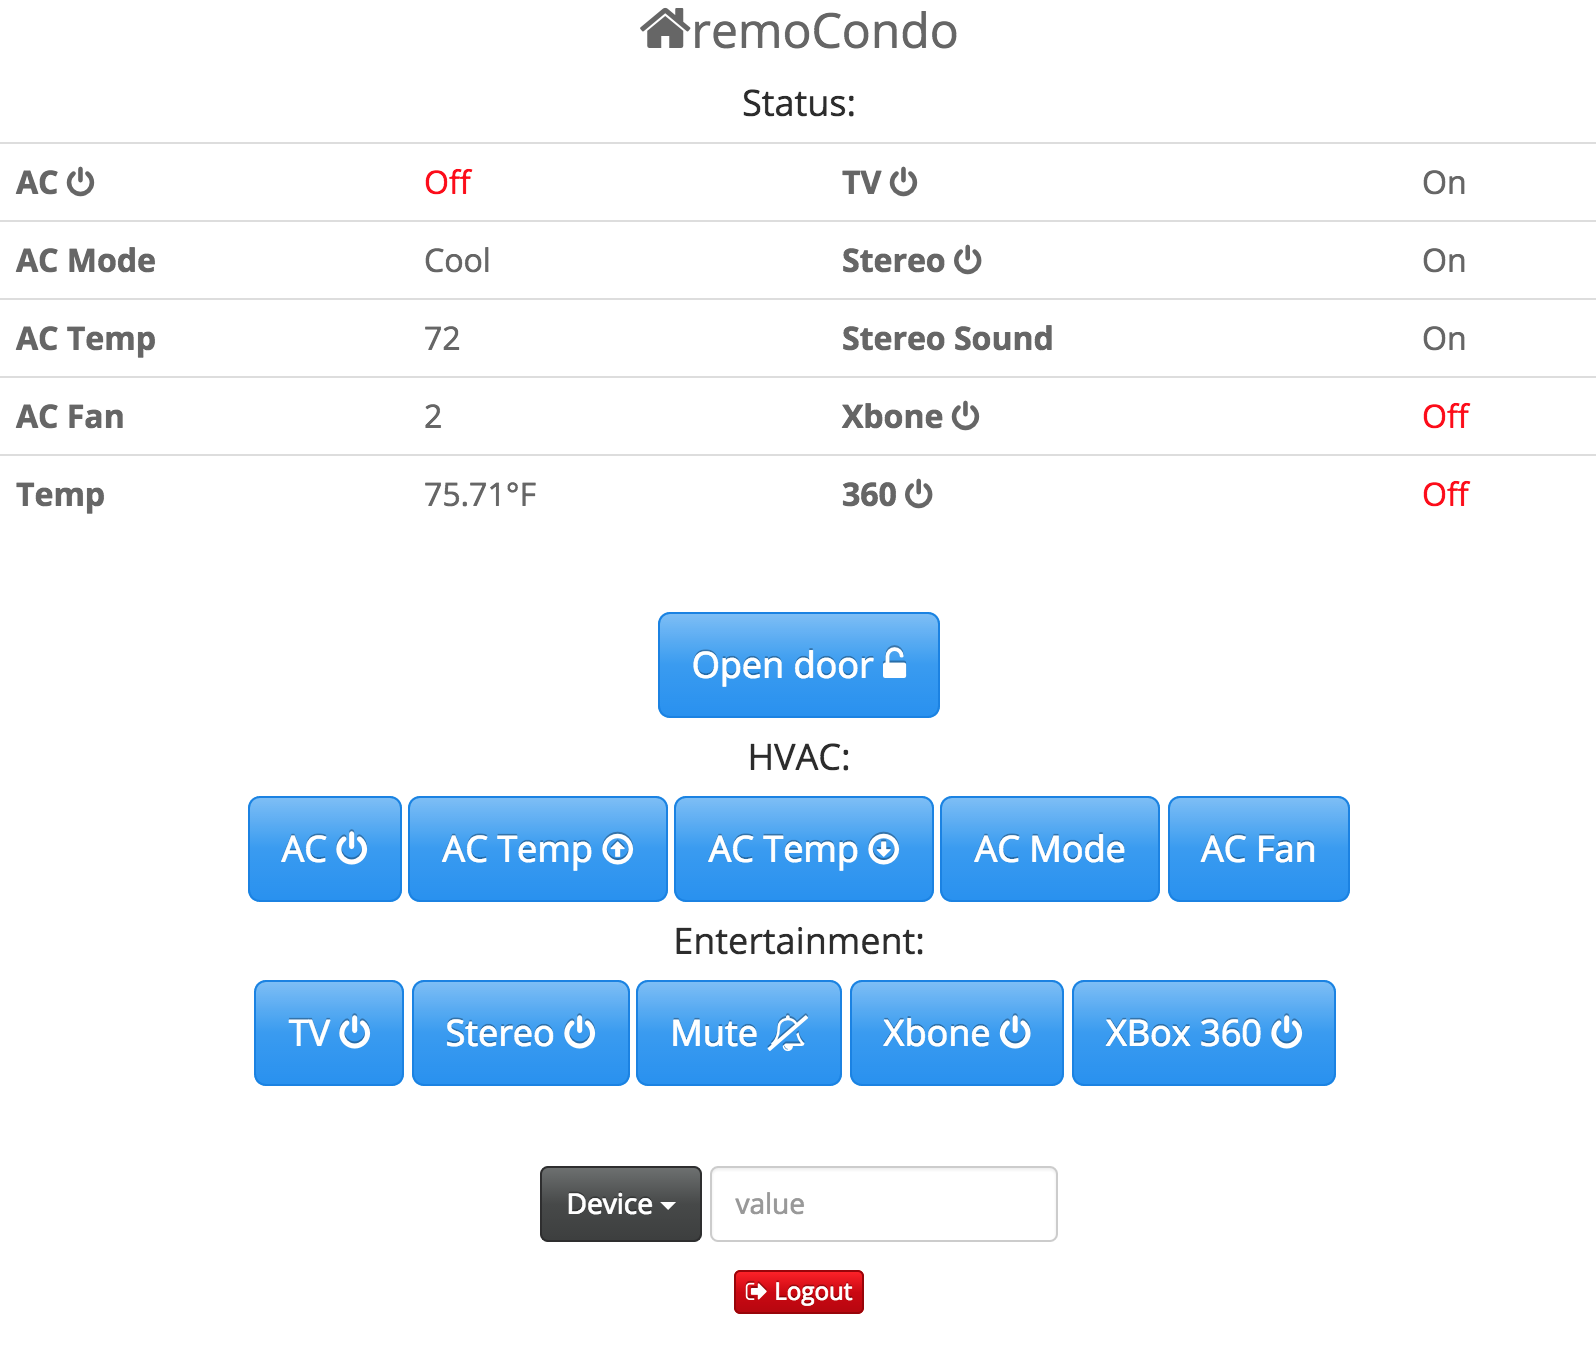 remoCondo
Status:
AC Off TV On
AC Mode Cool Stereo On
AC Temp 72 Stereo Sound On
AC Fan 2 Xbone Off
Temp 75.71°F 360 Off
Open door
HVAC:
AC AC Temp AC Temp AC Mode AC Fan
Entertainment:
TV Stereo Mute Xbone XBox 360
Device value
Logout